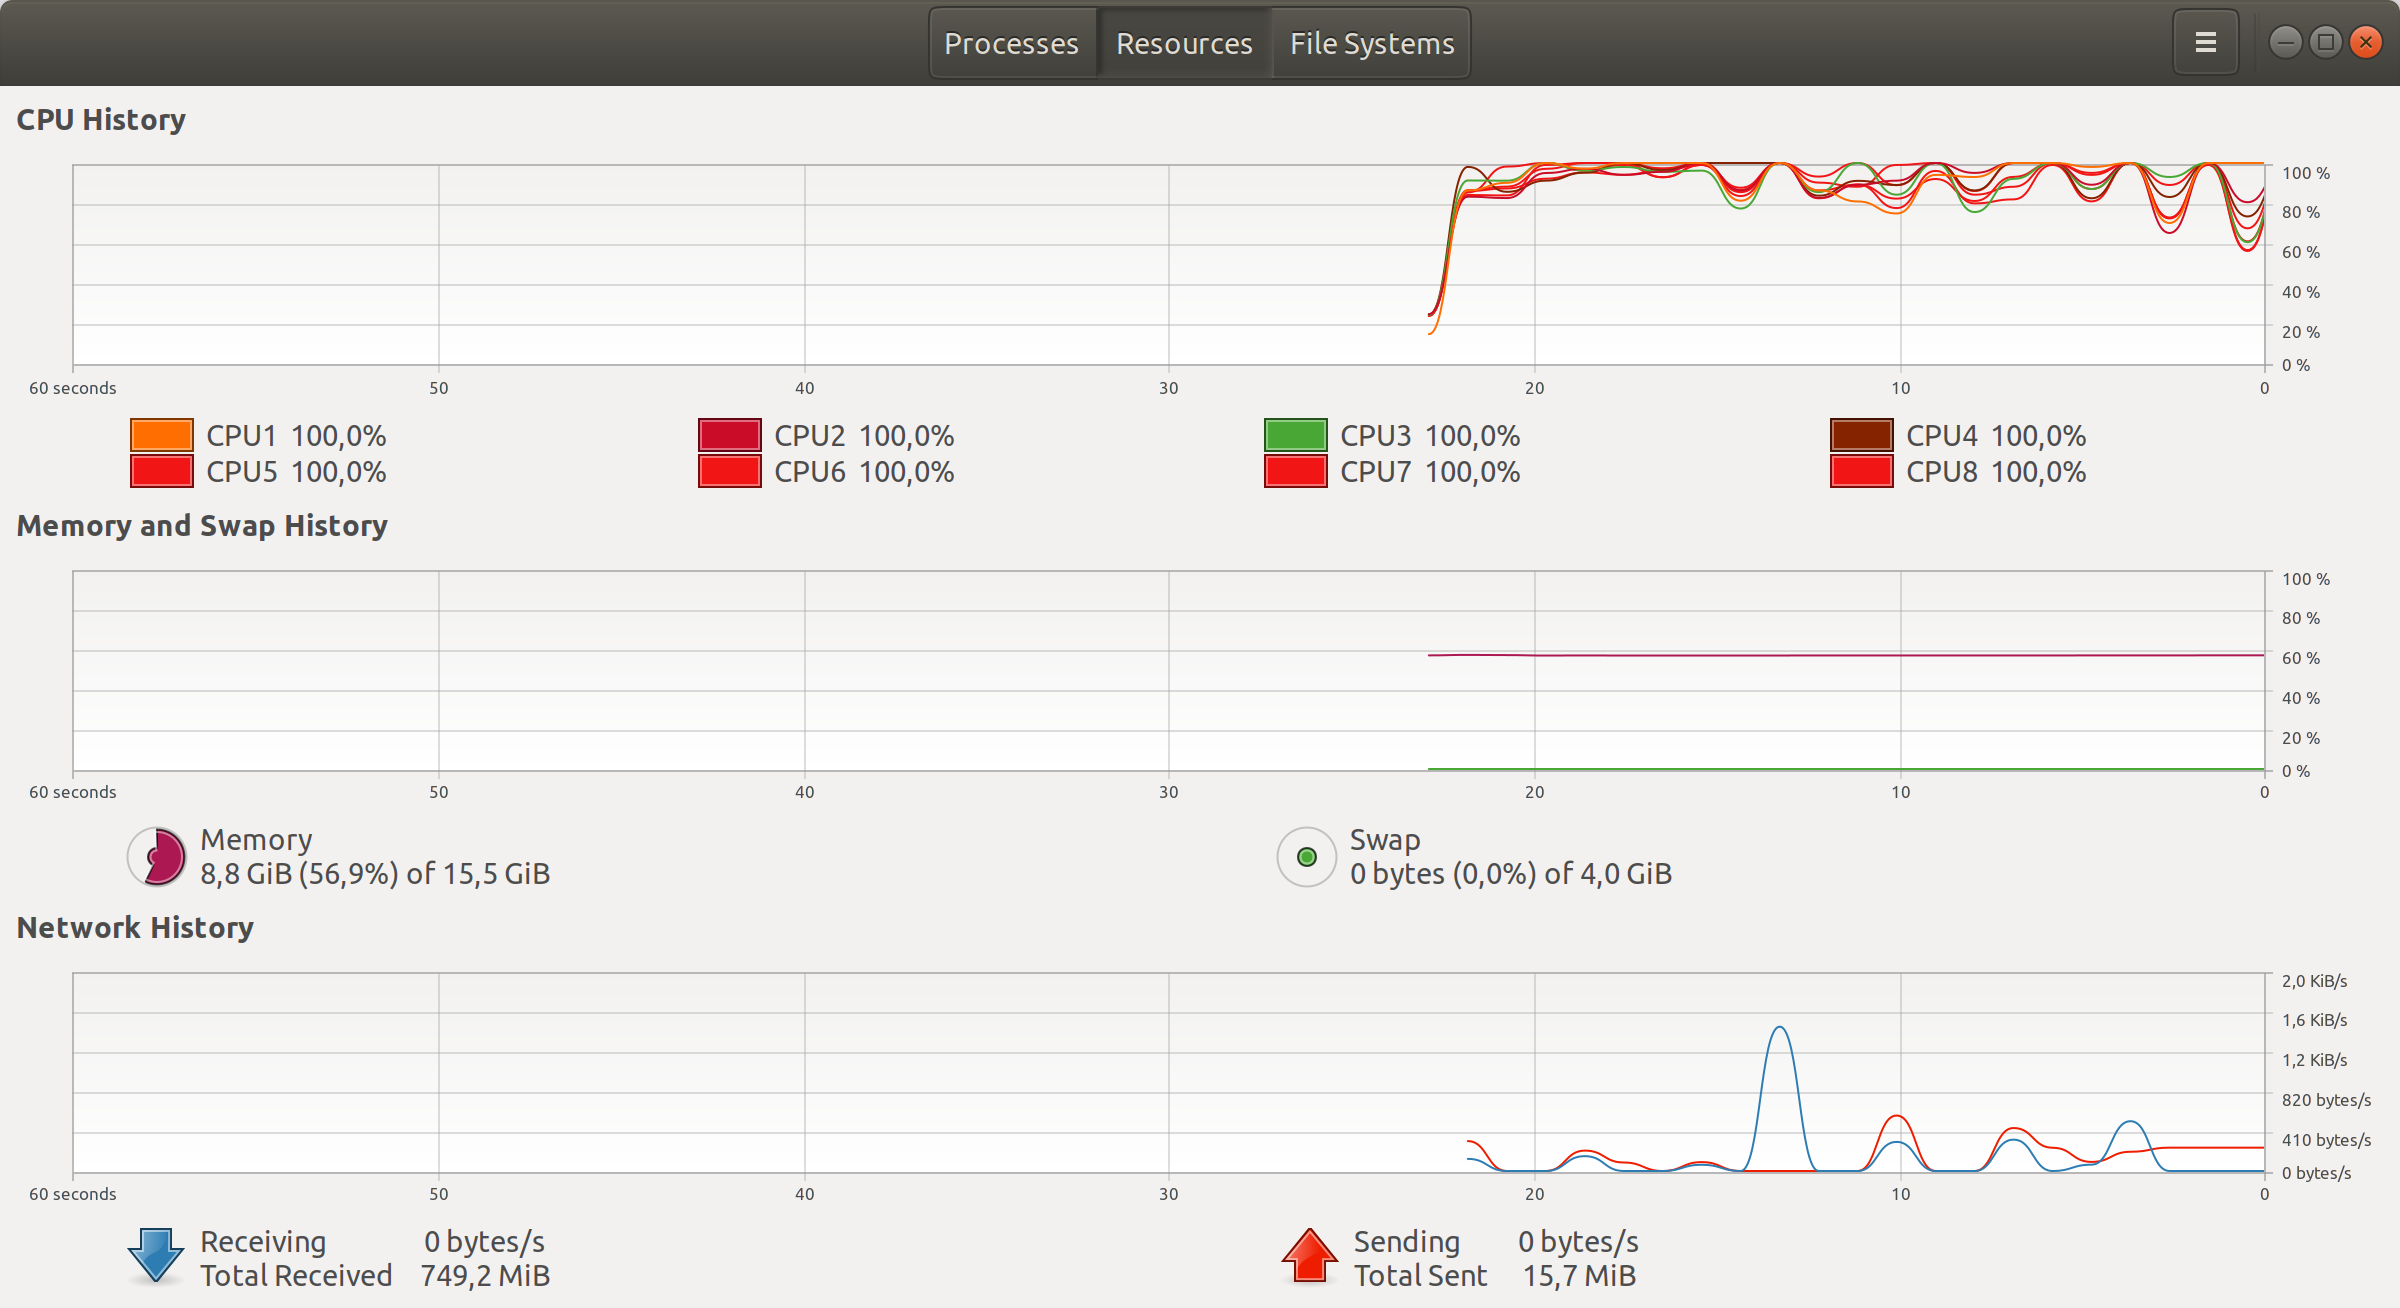 Processes Resources File Systems
CPU History
100 %
80 %
60 %
40 %
20 %
0 %
60 seconds 50 40 30 20 10 0
CPU1 100,0% CPU2 100,0% CPU3 100,0% CPU4 100,0%
CPU5 100,0% CPU6 100,0% CPU7 100,0% CPU8 100,0%
Memory and Swap History
100 %
80 %
60 %
40 %
20 %
0 %
60 seconds 50 40 30 20 10 0
Memory Swap
8,8 GiB (56,9%) of 15,5 GiB 0 bytes (0,0%) of 4,0 GiB
Network History
2,0 KiB/s
1,6 KiB/s
1,2 KiB/s
820 bytes/s
410 bytes/s
0 bytes/s
60 seconds 50 40 30 20 10 0
Receiving 0 bytes/s Sending 0 bytes/s
Total Received 749,2 MiB Total Sent 15,7 MiB